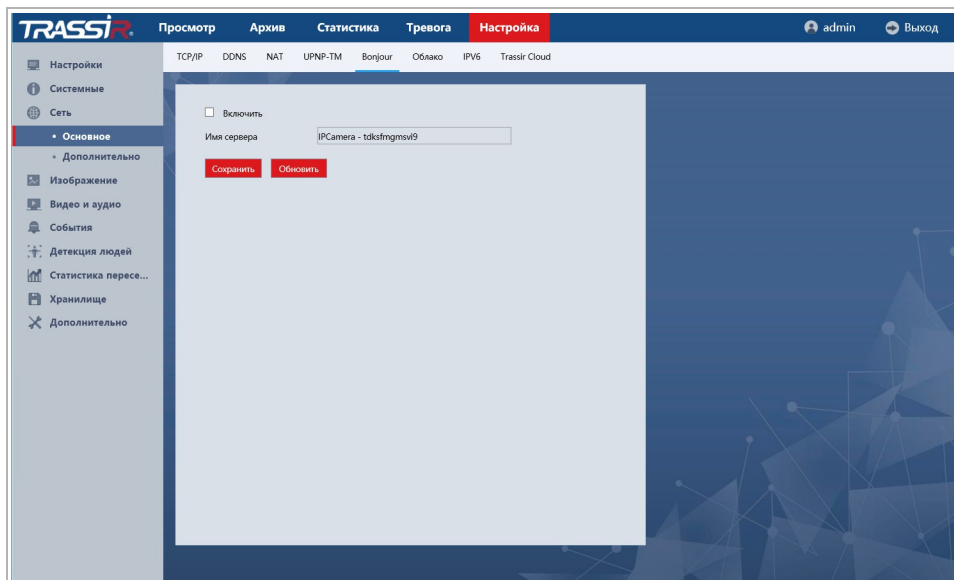 TRASSIR
Просмотр Архив Статистика Тревога Настройка admin Выход
TCP/IP DDNS NAT UPNP-TM Bonjour Облако IPV6 Trassir Cloud
Настройки
Системные
Сеть
• Основное
• Дополнительно
Изображение
Видео и аудио
События
Детекция людей
Статистика пересе...
Хранилище
Дополнительно
Включить
Имя сервера IPCamera - tdksfmgmsvi9
Сохранить Обновить